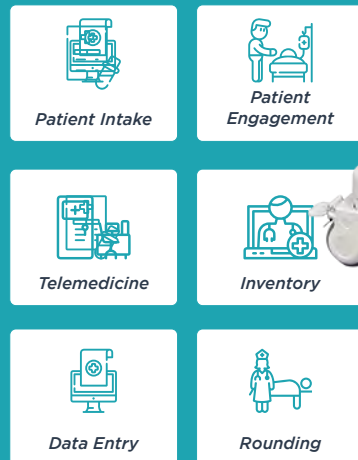 Patient Intake
Patient
Engagement
Telemedicine
Inventory
Data Entry
Rounding